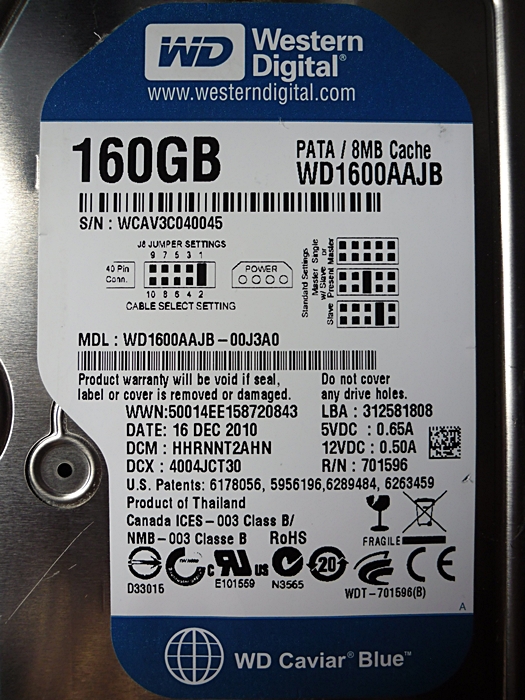 WD Western Digital®
www.westerndigital.com
160GB
PATA / 8MB Cache
WD1600AAJB
S/N : WCAV3C040045
J8 JUMPER SETTINGS
9 7 5 3 1
40 Pin
Conn.
10 8 6 4 2
CABLE SELECT SETTING
POWER
Standard Settings
Master Single
w/Slave or
Slave Present Master
MDL : WD1600AAJB-00J3A0
Product warranty will be void if seal,
label or cover is removed or damaged.
Do not cover
any drive holes.
WWN:50014EE158720843
LBA : 312581808
DATE: 16 DEC 2010
5VDC : 0.65A
DCM : HHRNNT2AHN
12VDC : 0.50A
DCX : 4004JCT30
R/N : 701596
U.S. Patents: 6178056, 5956196,6289484, 6263459
Product of Thailand
Canada ICES-003 Class B/
NMB-003 Classe B RoHS
FRAGILE
D33015
c us
E101559
N3565
20
CE
WDT-701596(B)
A
WD Caviar® Blue™